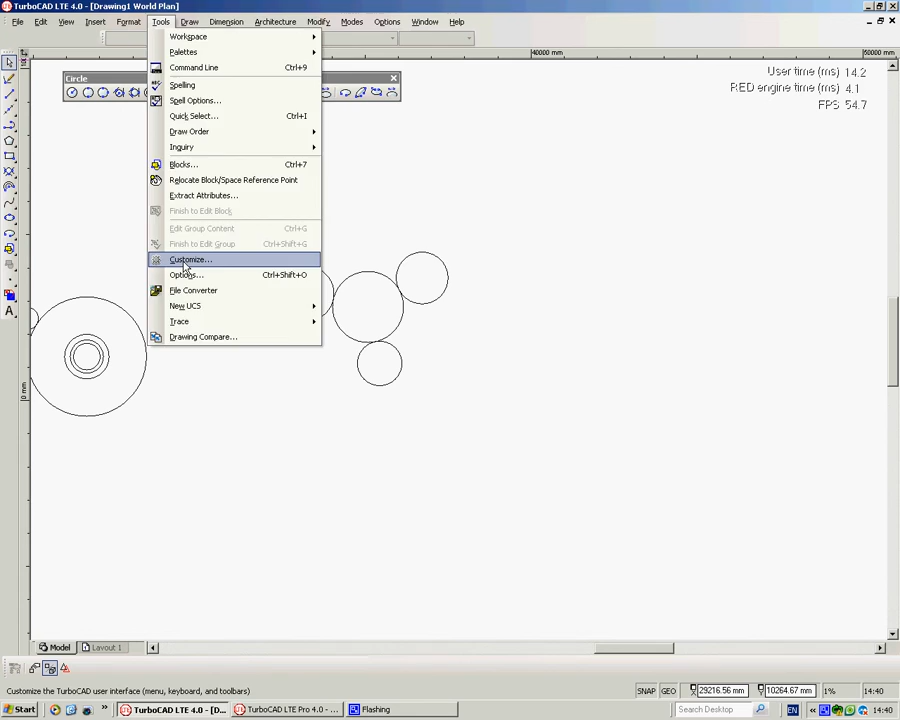 TurboCAD LTE 4.0 - [Drawing1 World Plan]
File Edit View Insert Format Tools Draw Dimension Architecture Modify Modes Options Window Help
40000 mm
60000 mm
Workspace
Palettes
Command Line Ctrl+9
Spelling
Spell Options...
Quick Select... Ctrl+I
Draw Order
Inquiry
Blocks... Ctrl+7
Relocate Block/Space Reference Point
Extract Attributes...
Finish to Edit Block
Edit Group Content Ctrl+G
Finish to Edit Group Ctrl+Shift+G
Customize...
Options... Ctrl+Shift+O
File Converter
New UCS
Trace
Drawing Compare...
Circle
User time (ms) 14.2
RED engine time (ms) 4.1
FPS 54.7
0 mm
Model Layout 1
Customize the TurboCAD user interface (menu, keyboard, and toolbars)
SNAP GEO 29216.56 mm 10264.67 mm 1% 14:40
Start TurboCAD LTE 4.0 - [D... TurboCAD LTE Pro 4.0 - ... Flashing Search Desktop EN 14:40